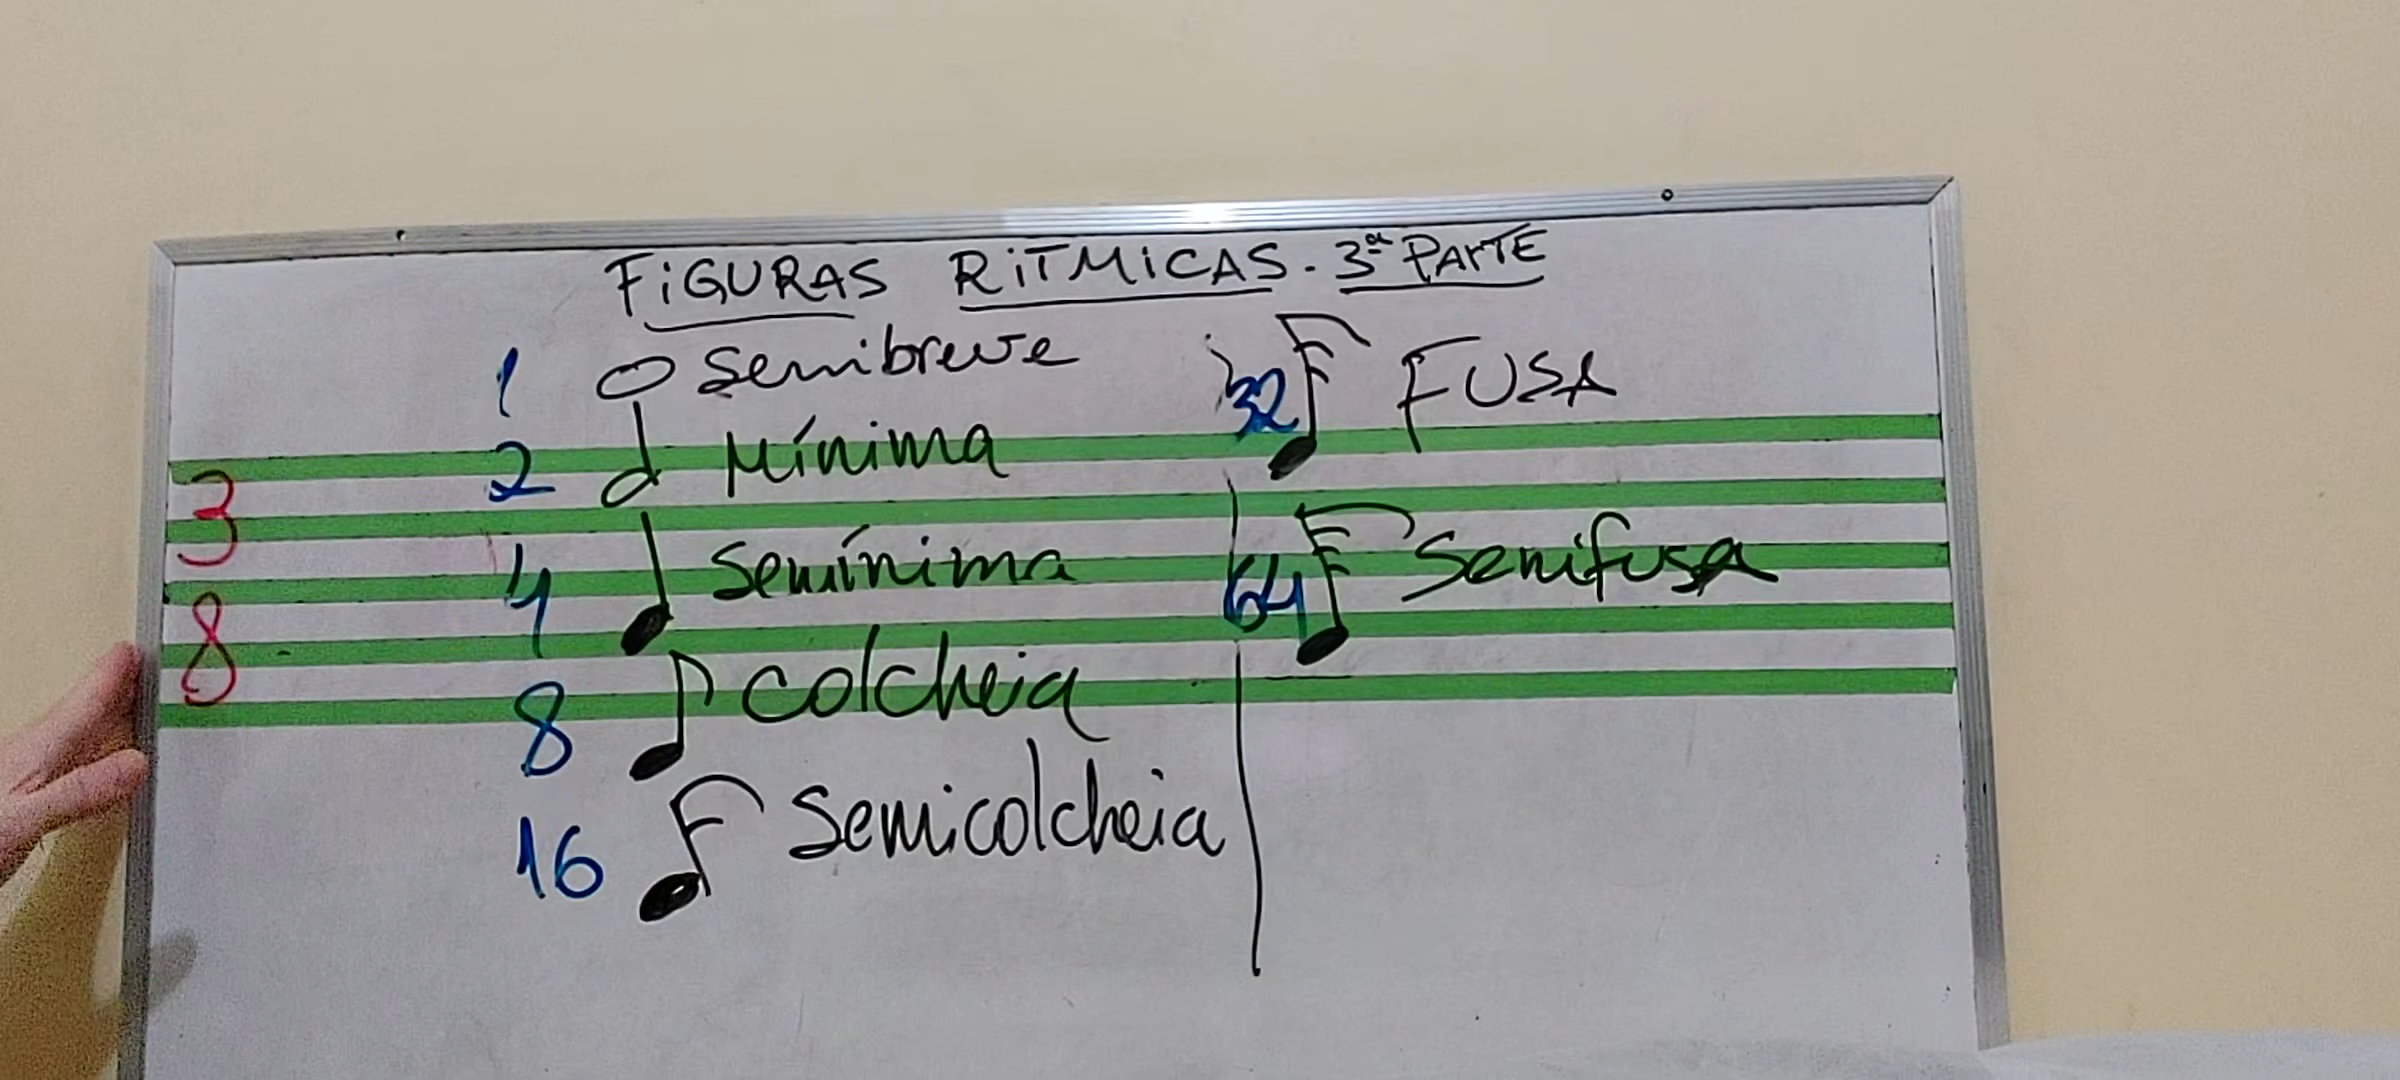 FIGURAS RITMICAS. 3ª PARTE
1 semibreve
2 Mínima
4 Semínima
8 colcheia
16 Semicolcheia
32 FUSA
64 Semifusa
3
8